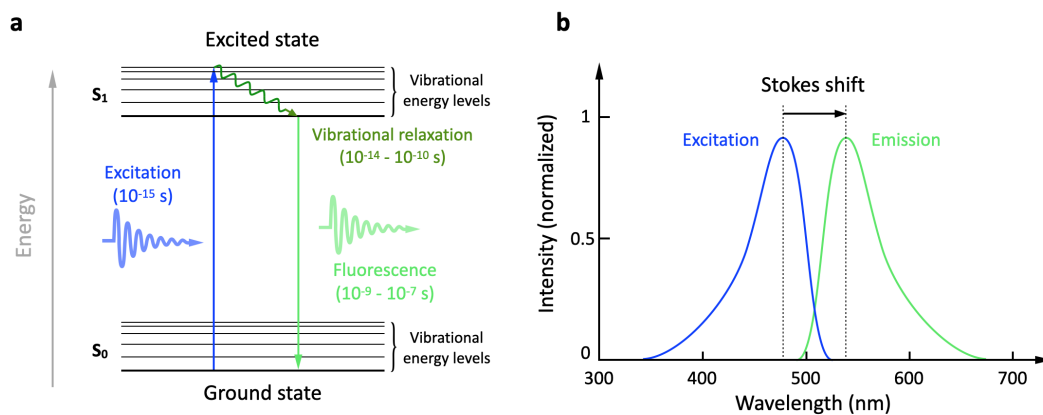 a
Excited state
Energy
S₁
Vibrational
energy levels
Vibrational relaxation
(10⁻¹⁴ - 10⁻¹⁰ s)
Excitation
(10⁻¹⁵ s)
Fluorescence
(10⁻⁹ - 10⁻⁷ s)
S₀
Vibrational
energy levels
Ground state
b
Stokes shift
Excitation
Emission
Intensity (normalized)
1
0.5
0
300 400 500 600 700
Wavelength (nm)